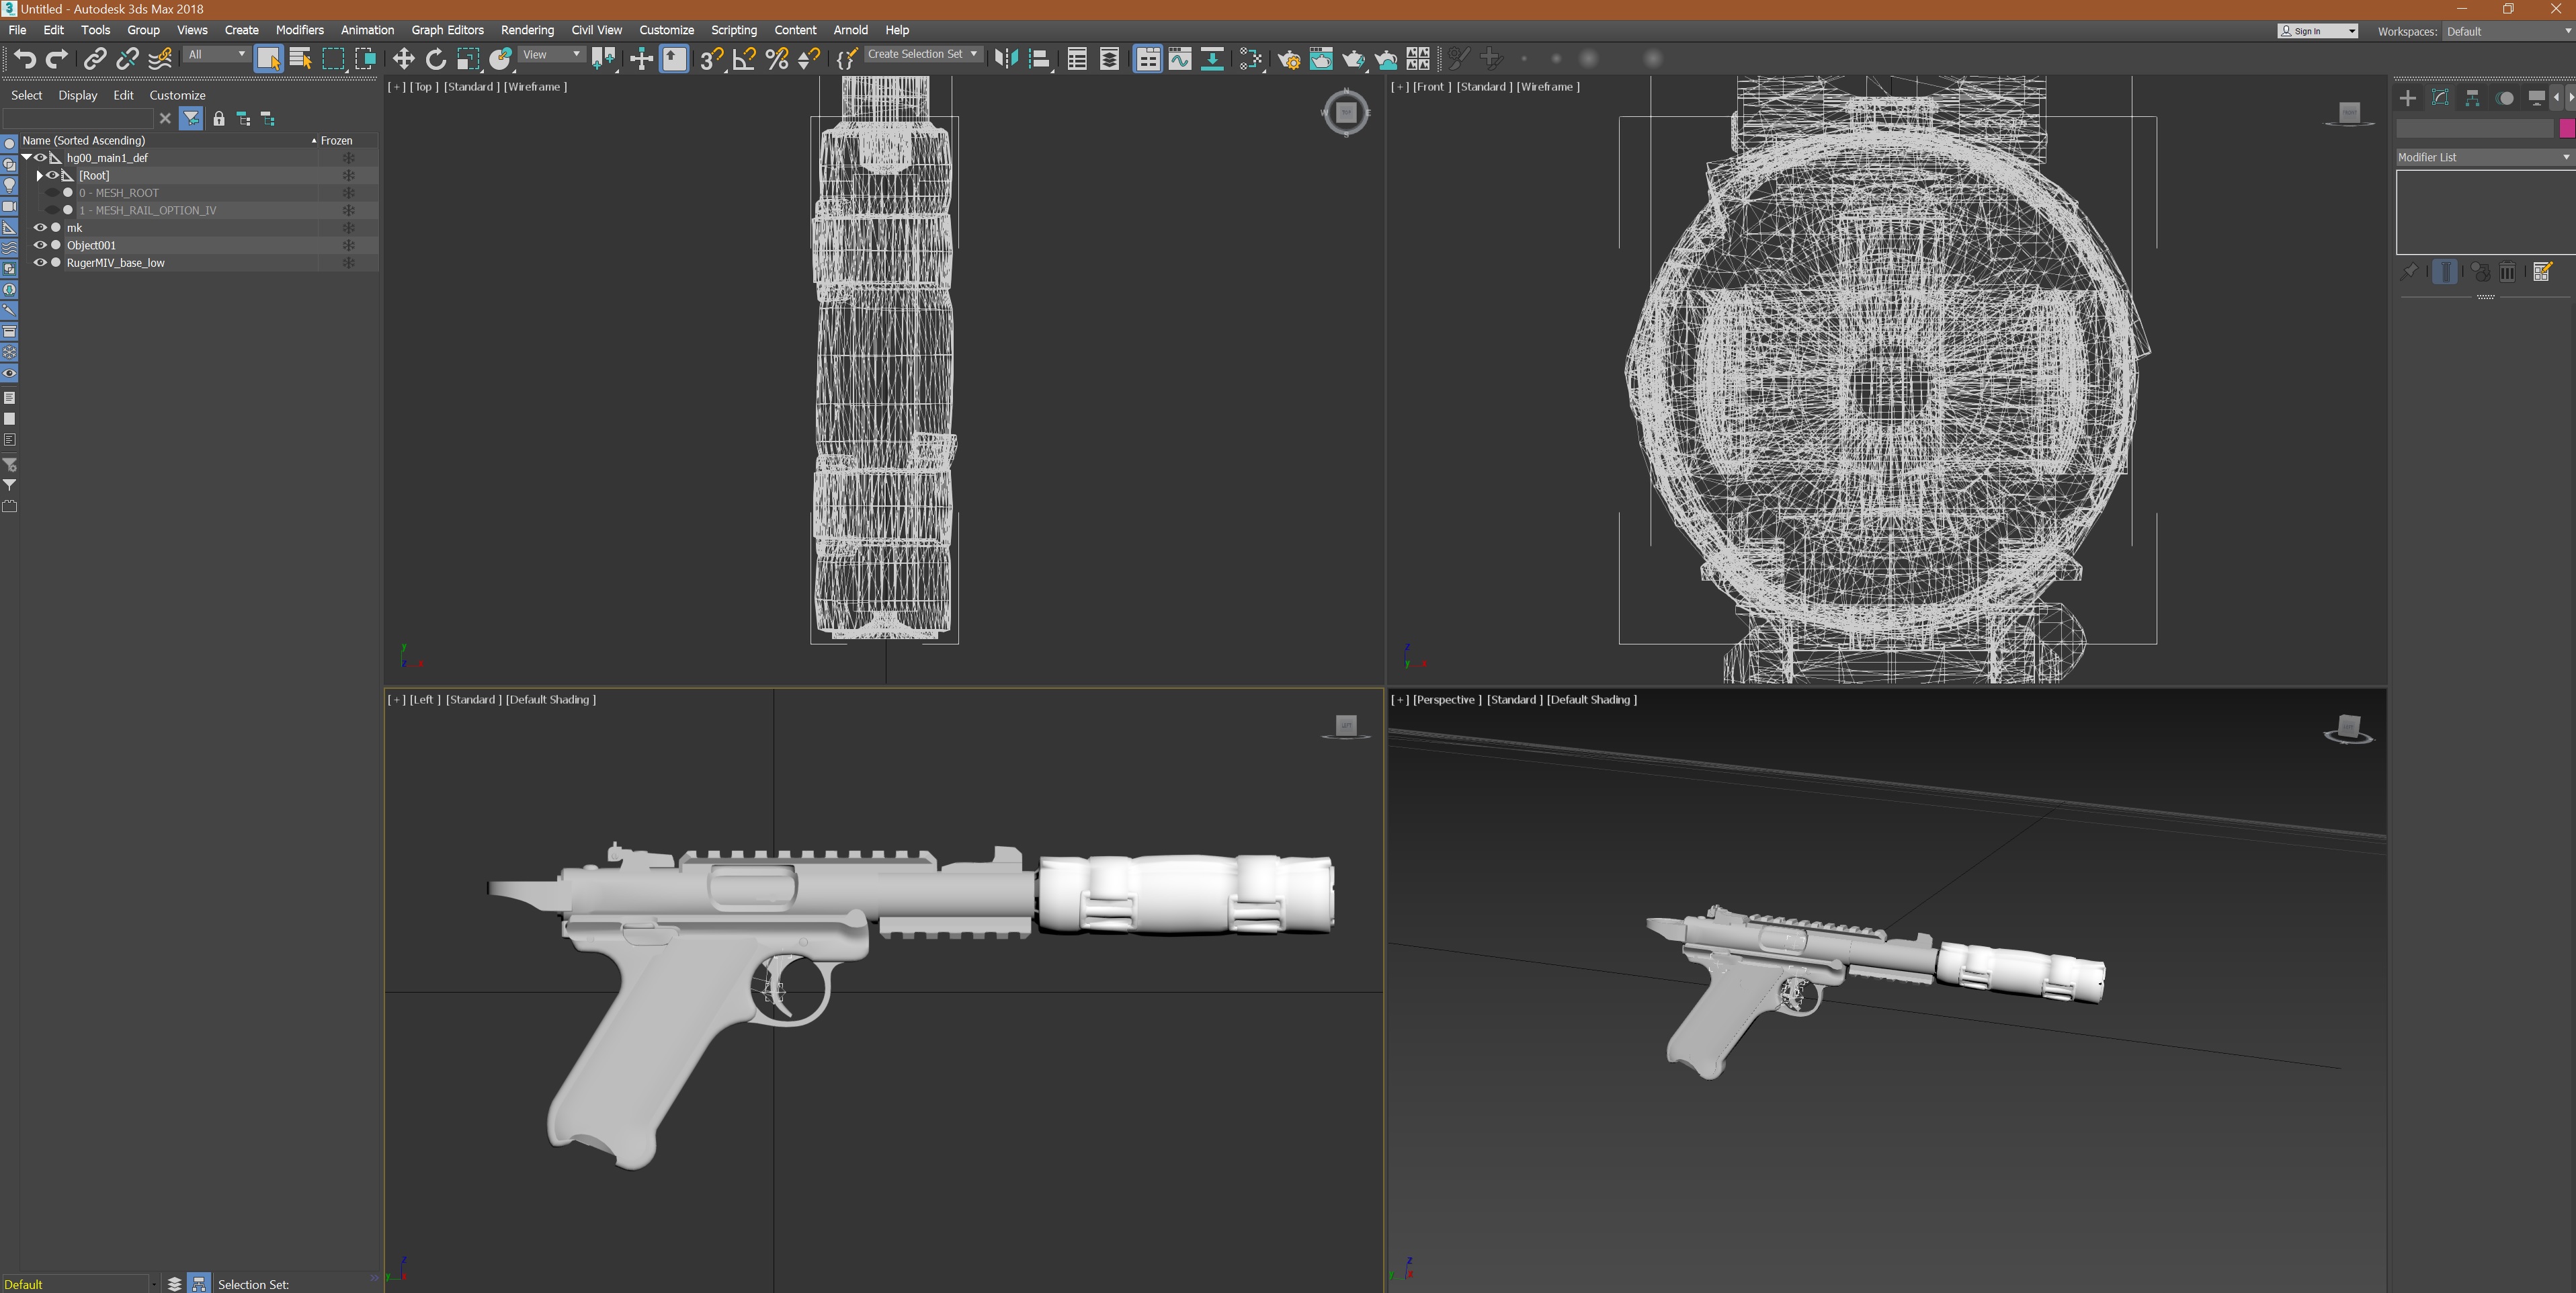 Untitled - Autodesk 3ds Max 2018
File Edit Tools Group Views Create Modifiers Animation Graph Editors Rendering Civil View Customize Scripting Content Arnold Help
Sign In
Workspaces: Default
All
View
Create Selection Set
Select Display Edit Customize
Name (Sorted Ascending) Frozen
hg00_main1_def
[Root]
0 - MESH_ROOT
1 - MESH_RAIL_OPTION_IV
mk
Object001
RugerMIV_base_low
[+] [Top ] [Standard ] [Wireframe ]
[+] [Front ] [Standard ] [Wireframe ]
Modifier List
[+] [Left ] [Standard ] [Default Shading ]
[+] [Perspective ] [Standard ] [Default Shading ]
Default
Selection Set: